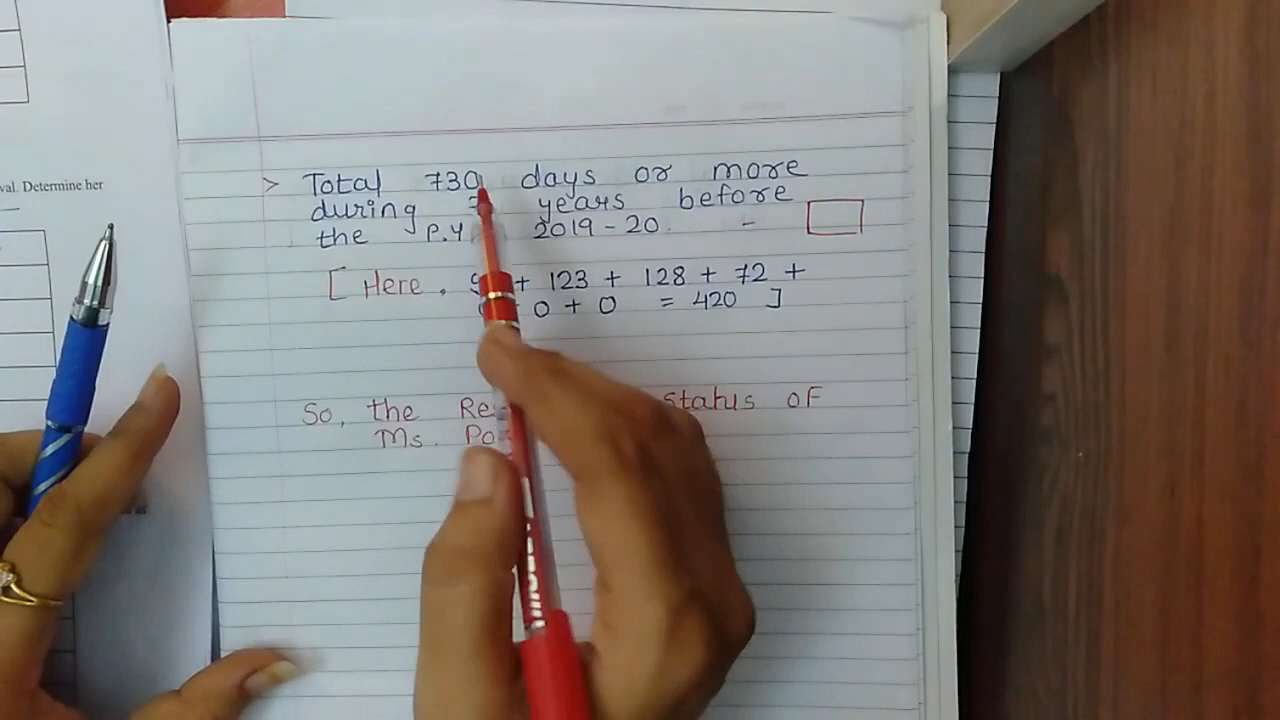 val. Determine her
> Total 730 days or more
during years before
the P.Y 2019 - 20. -
[ Here, + 123 + 128 + 72 +
0 + 0 = 420 ]
So, the status of
Ms.